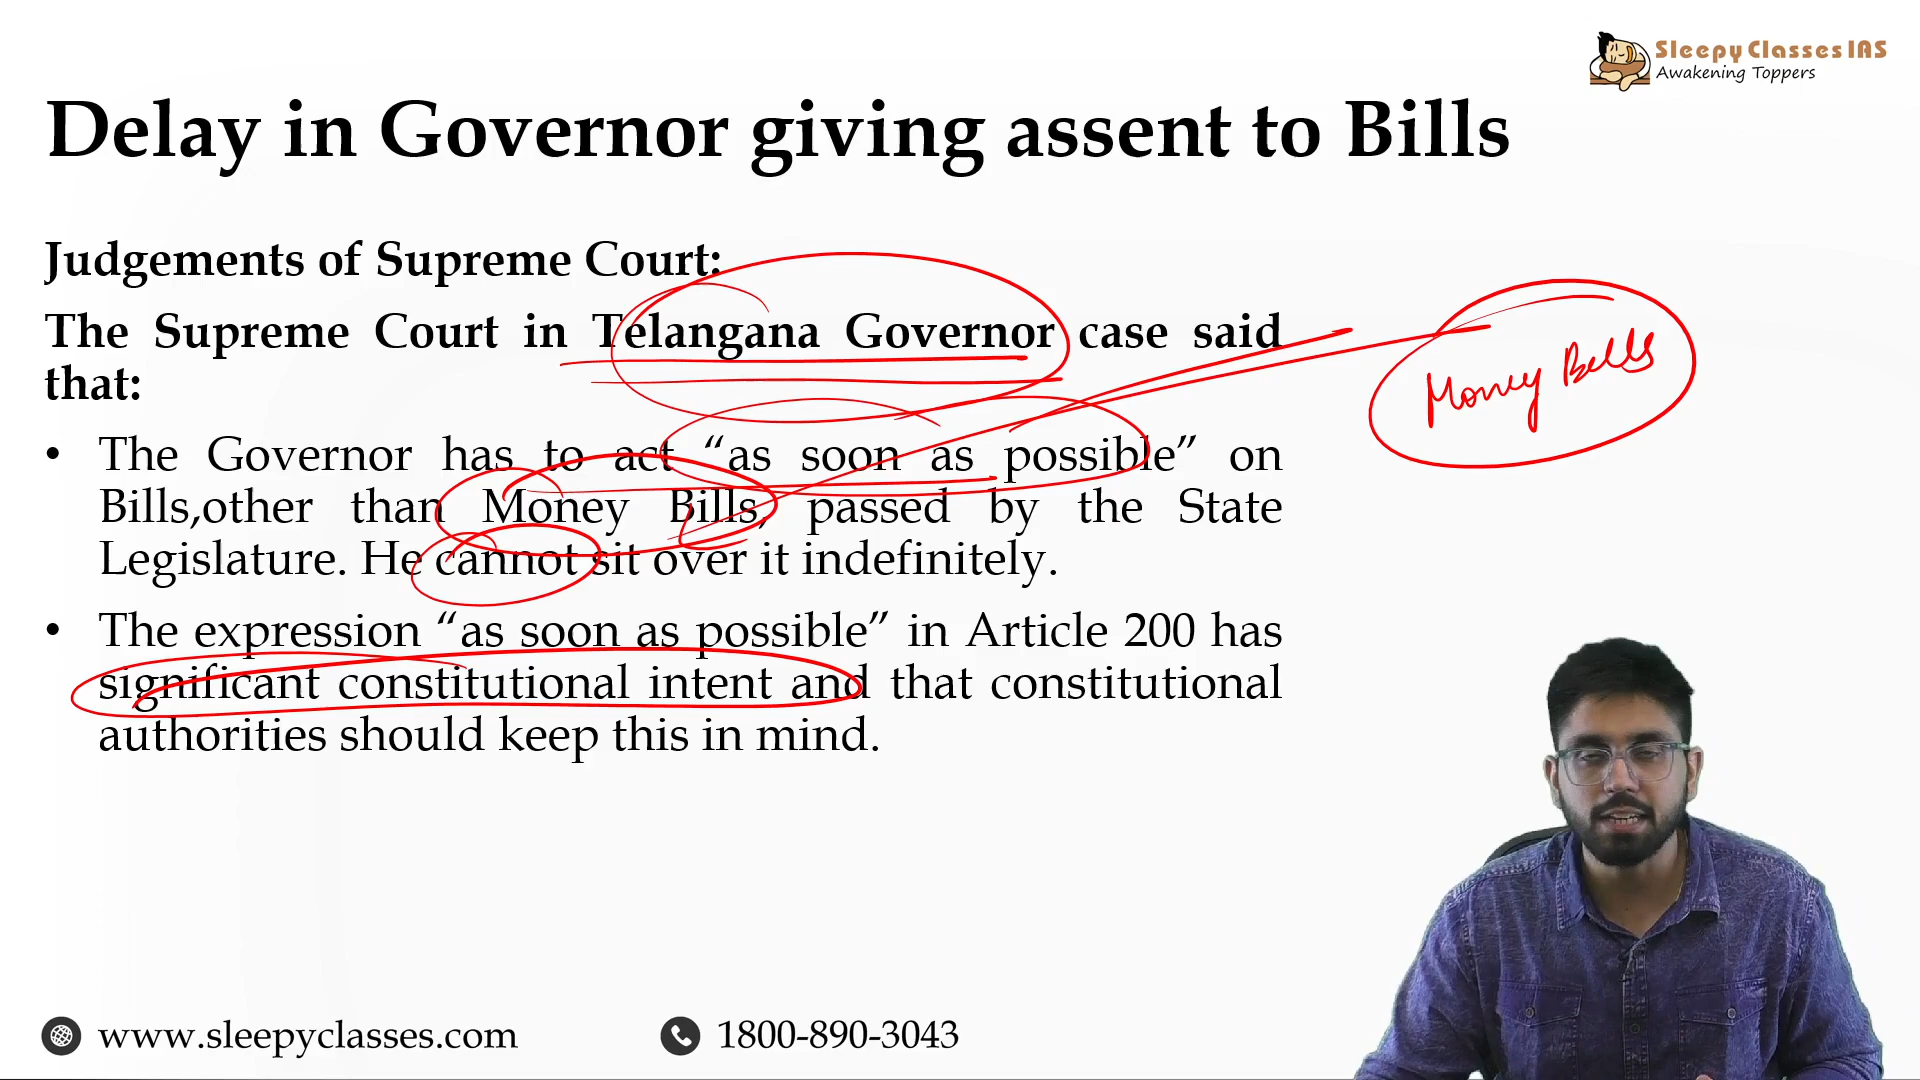 Sleepy Classes IAS
Awakening Toppers
Delay in Governor giving assent to Bills
Judgements of Supreme Court:
The Supreme Court in Telangana Governor case said
that:
• The Governor has to act “as soon as possible” on
Bills,other than Money Bills, passed by the State
Legislature. He cannot sit over it indefinitely.
• The expression “as soon as possible” in Article 200 has
significant constitutional intent and that constitutional
authorities should keep this in mind.
Money Bills
www.sleepyclasses.com
1800-890-3043